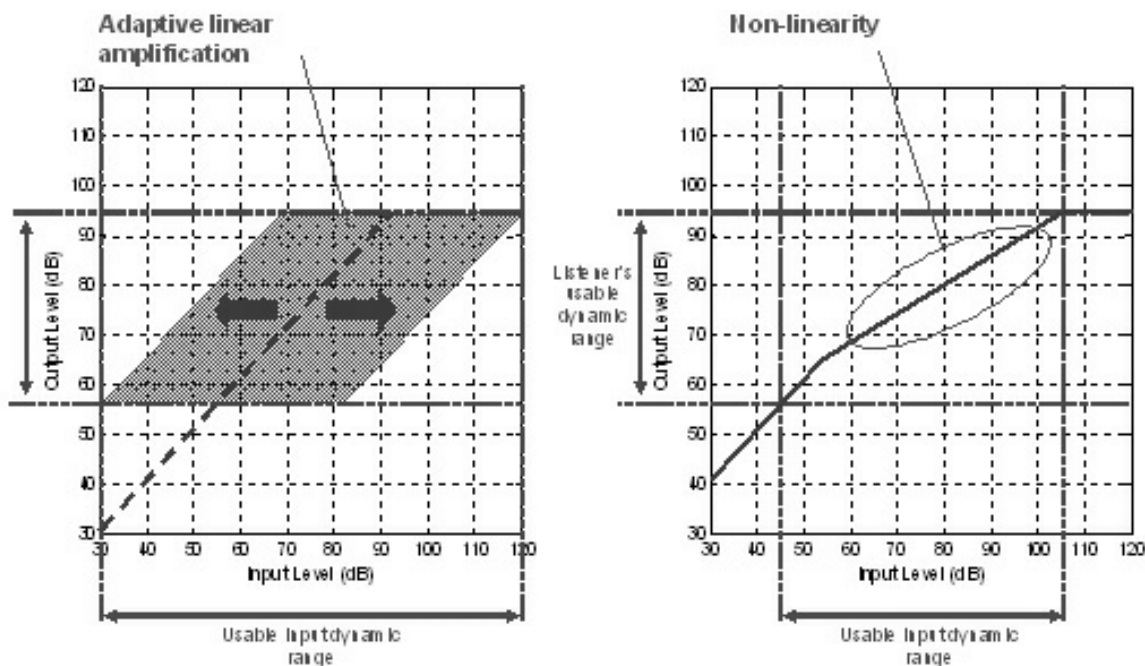 Adaptive linear
amplification
120
110
100
90
80
70
60
50
40
30
Output Level (dB)
30 40 50 60 70 80 90 100 110 120
Input Level (dB)
Usable Input dynamic
range
Non-linearity
120
110
100
90
80
70
60
50
40
30
Listener's
usable
dynamic
range
Output Level (dB)
30 40 50 60 70 80 90 100 110 120
Input Level (dB)
Usable Input dynamic
range